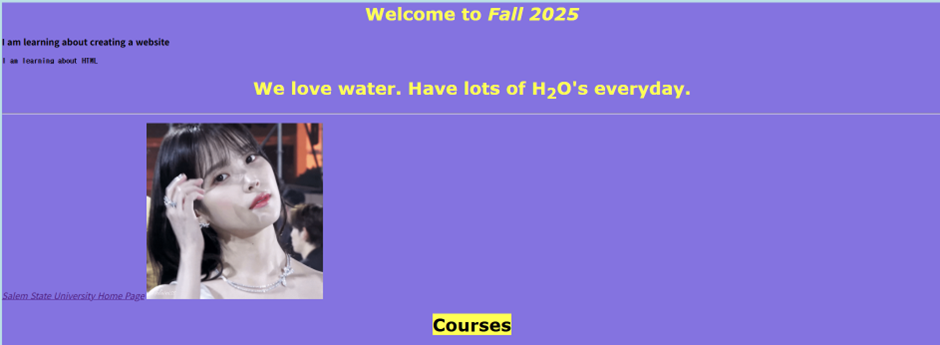 Welcome to Fall 2025
I am learning about creating a website
I am learning about HTML
We love water. Have lots of H₂O's everyday.
Salem State University Home Page
Courses